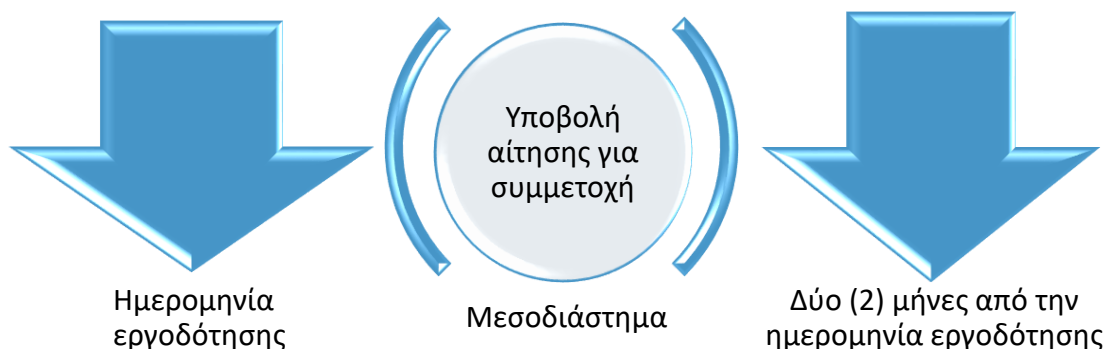 Υποβολή
αίτησης για
συμμετοχή
Ημερομηνία
εργοδότησης
Μεσοδιάστημα
Δύο (2) μήνες από την
ημερομηνία εργοδότησης